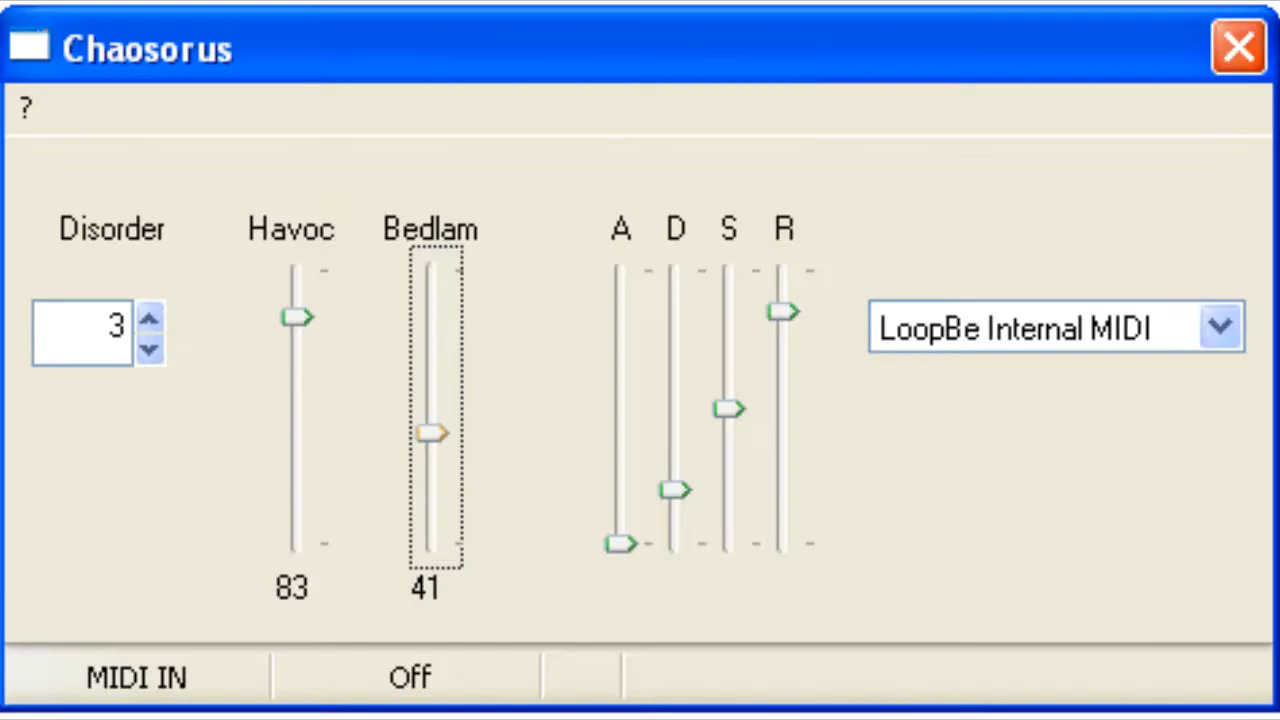 Chaosorus
?
Disorder Havoc Bedlam A D S R
3
LoopBe Internal MIDI
83 41
MIDI IN Off